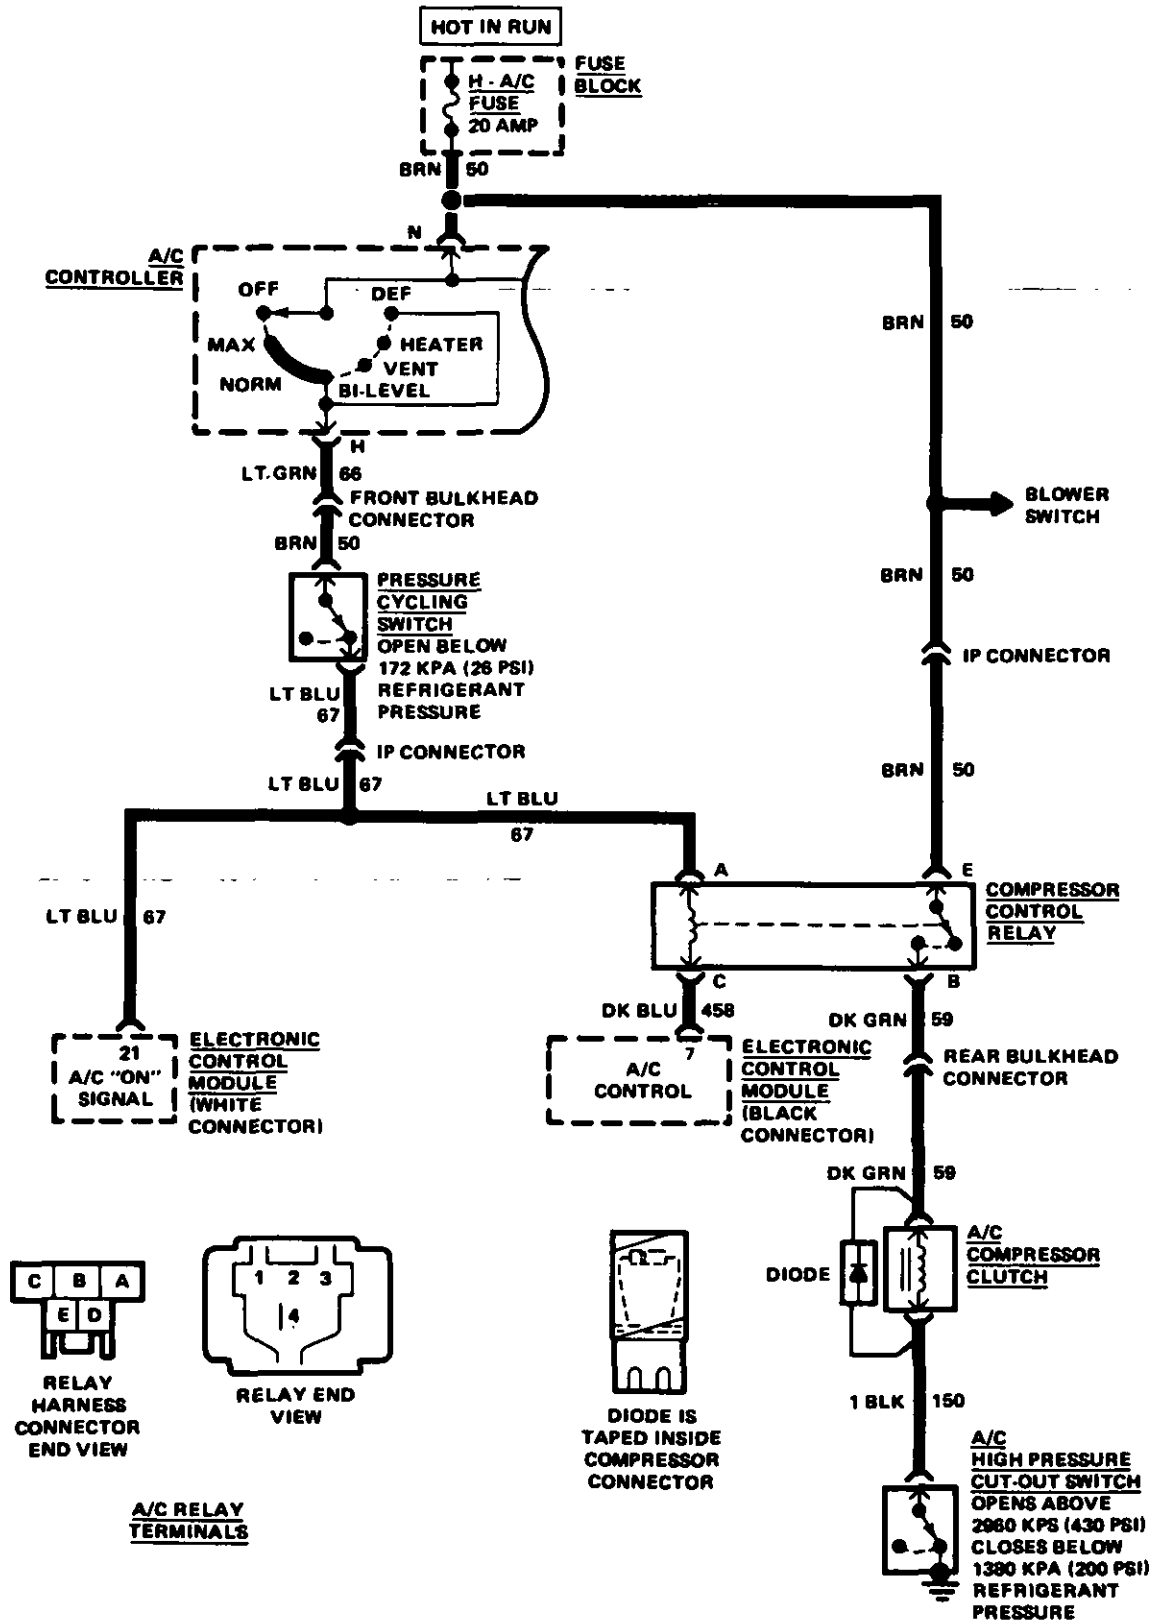 HOT IN RUN
FUSE
BLOCK
H - A/C
FUSE
20 AMP
BRN 50
N
A/C
CONTROLLER
OFF
DEF
MAX
HEATER
VENT
NORM
BI-LEVEL
BRN 50
H
LT.GRN 66
FRONT BULKHEAD
CONNECTOR
BLOWER
SWITCH
BRN 50
PRESSURE
CYCLING
SWITCH
OPEN BELOW
172 KPA (26 PSI)
REFRIGERANT
PRESSURE
BRN 50
IP CONNECTOR
LT BLU
67
IP CONNECTOR
LT BLU 67
BRN 50
LT BLU
67
LT BLU 67
A
E
COMPRESSOR
CONTROL
RELAY
C
B
DK BLU 458
DK GRN 59
21
A/C "ON"
SIGNAL
ELECTRONIC
CONTROL
MODULE
(WHITE
CONNECTOR)
7
A/C
CONTROL
ELECTRONIC
CONTROL
MODULE
(BLACK
CONNECTOR)
REAR BULKHEAD
CONNECTOR
DK GRN 59
DIODE
A/C
COMPRESSOR
CLUTCH
C B A
E D
RELAY
HARNESS
CONNECTOR
END VIEW
1 2 3
4
RELAY END
VIEW
DIODE IS
TAPED INSIDE
COMPRESSOR
CONNECTOR
1 BLK 150
A/C
HIGH PRESSURE
CUT-OUT SWITCH
OPENS ABOVE
2960 KPS (430 PSI)
CLOSES BELOW
1380 KPA (200 PSI)
REFRIGERANT
PRESSURE
A/C RELAY
TERMINALS